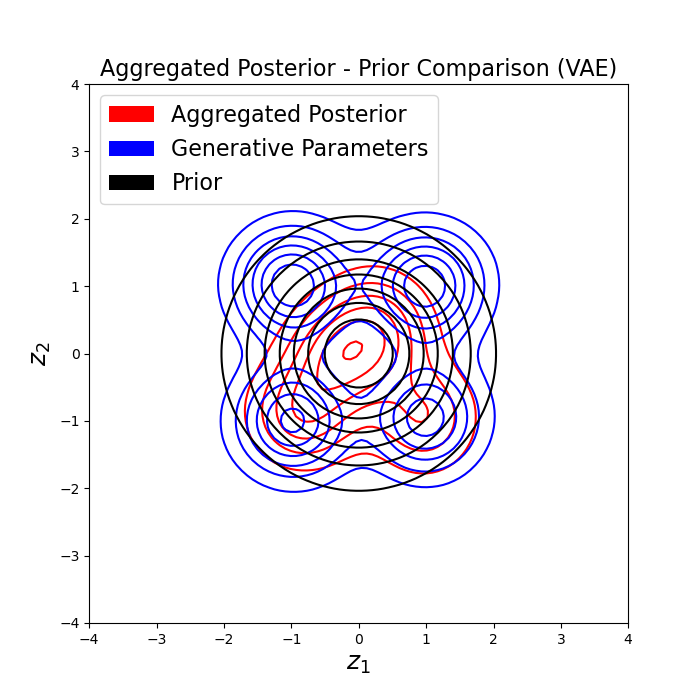 Aggregated Posterior - Prior Comparison (VAE)
Aggregated Posterior
Generative Parameters
Prior
4
3
2
1
0
−1
−2
−3
−4
z2
−4 −3 −2 −1 0 1 2 3 4
z1